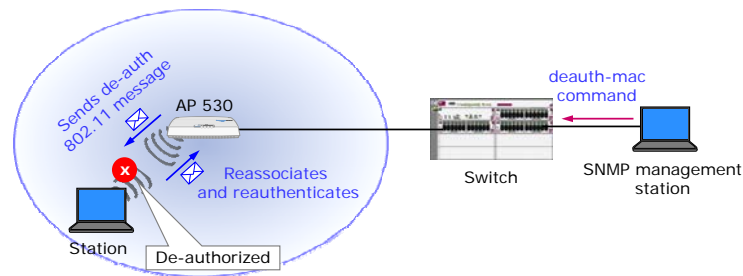 Sends de-auth
802.11 message
AP 530
deauth-mac
command
x
Reassociates
and reauthenticates
Switch
SNMP management
station
Station
De-authorized